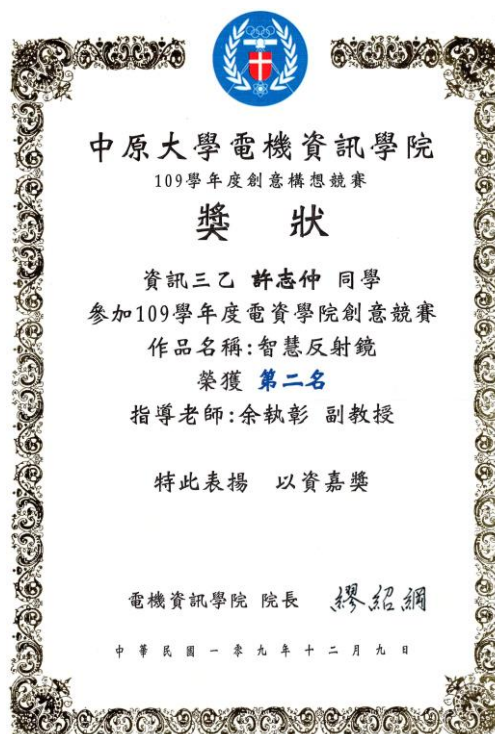 中原大學電機資訊學院
109學年度創意構想競賽
獎 狀
資訊三乙 許志仲 同學
參加109學年度電資學院創意競賽
作品名稱:智慧反射鏡
榮獲 第二名
指導老師:余執彰 副教授
特此表揚 以資嘉獎
電機資訊學院 院長 繆紹綱
中華民國一零九年十二月九日